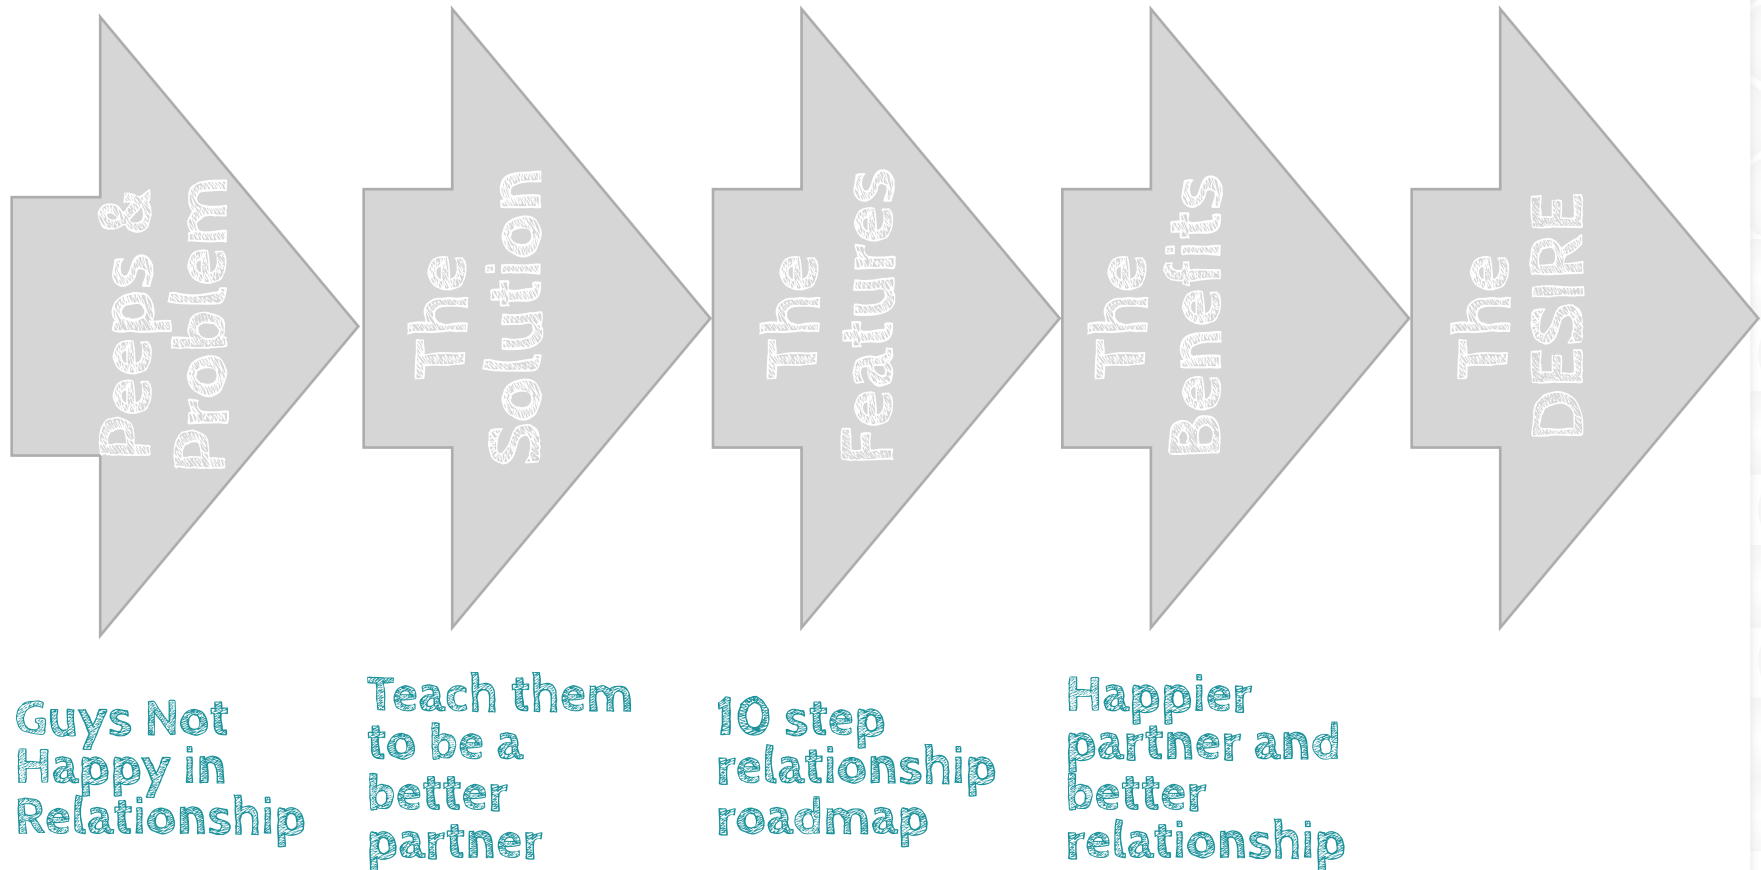 Peeps &
Problem
The
Solution
The
Features
The
Benefits
The
DESIRE
Guys Not
Happy in
Relationship
Teach them
to be a
better
partner
10 step
relationship
roadmap
Happier
partner and
better
relationship